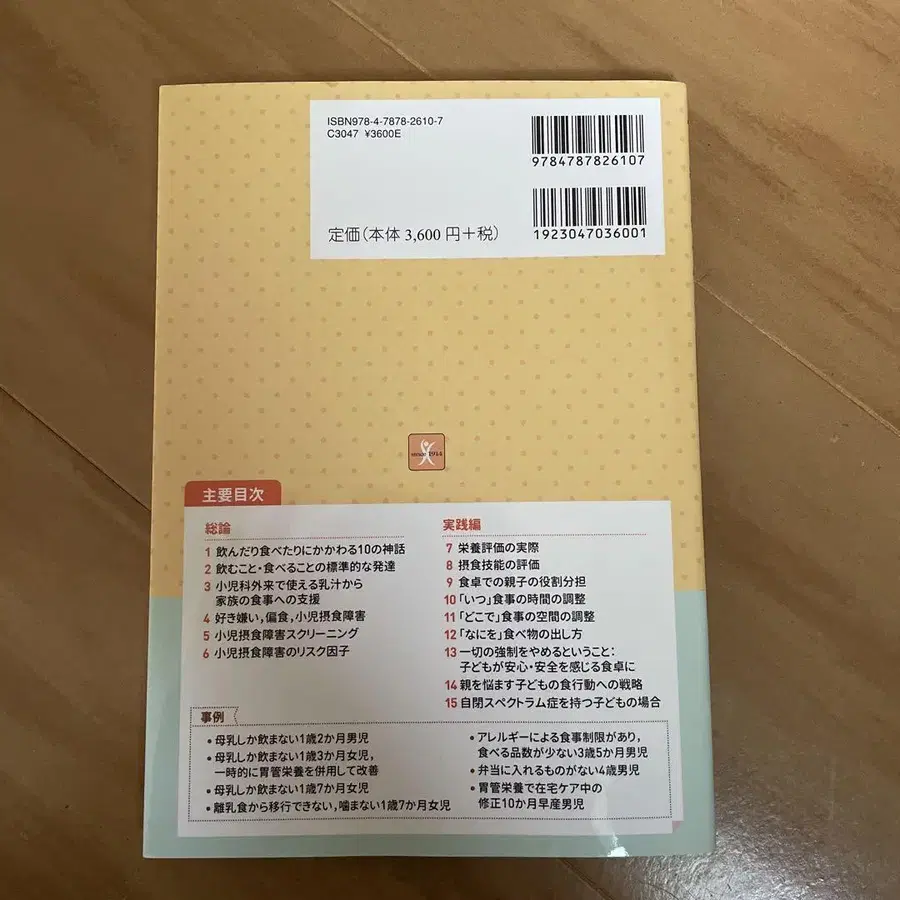 ISBN978-4-7878-2610-7
C3047 ¥3600E
9784787826107
定価(本体 3,600 円+税)
1923047036001
since 1914
主要目次
総論
1 飲んだり食べたりにかかわる10の神話
2 飲むこと・食べることの標準的な発達
3 小児科外来で使える乳汁から
家族の食事への支援
4 好き嫌い,偏食,小児摂食障害
5 小児摂食障害スクリーニング
6 小児摂食障害のリスク因子
実践編
7 栄養評価の実際
8 摂食技能の評価
9 食卓での親子の役割分担
10 「いつ」食事の時間の調整
11 「どこで」食事の空間の調整
12 「なにを」食べ物の出し方
13 一切の強制をやめるということ:
子どもが安心・安全を感じる食卓に
14 親を悩ます子どもの食行動への戦略
15 自閉スペクトラム症を持つ子どもの場合
事例
• 母乳しか飲まない1歳2か月男児
• 母乳しか飲まない1歳3か月女児,
一時的に胃管栄養を併用して改善
• 母乳しか飲まない1歳7か月女児
• 離乳食から移行できない,噛まない1歳7か月女児
• アレルギーによる食事制限があり,
食べる品数が少ない3歳5か月男児
• 弁当に入れるものがない4歳男児
• 胃管栄養で在宅ケア中の
修正10か月早産男児